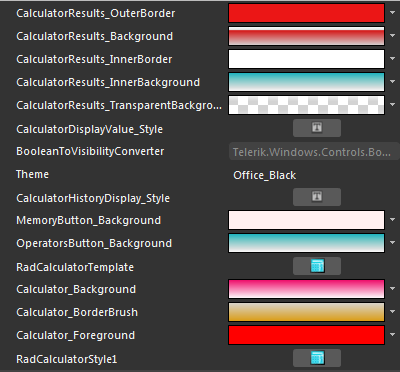 CalculatorResults_OuterBorder
CalculatorResults_Background
CalculatorResults_InnerBorder
CalculatorResults_InnerBackground
CalculatorResults_TransparentBackgro...
CalculatorDisplayValue_Style
BooleanToVisibilityConverter Telerik.Windows.Controls.Bo...
Theme Office_Black
CalculatorHistoryDisplay_Style
MemoryButton_Background
OperatorsButton_Background
RadCalculatorTemplate
Calculator_Background
Calculator_BorderBrush
Calculator_Foreground
RadCalculatorStyle1